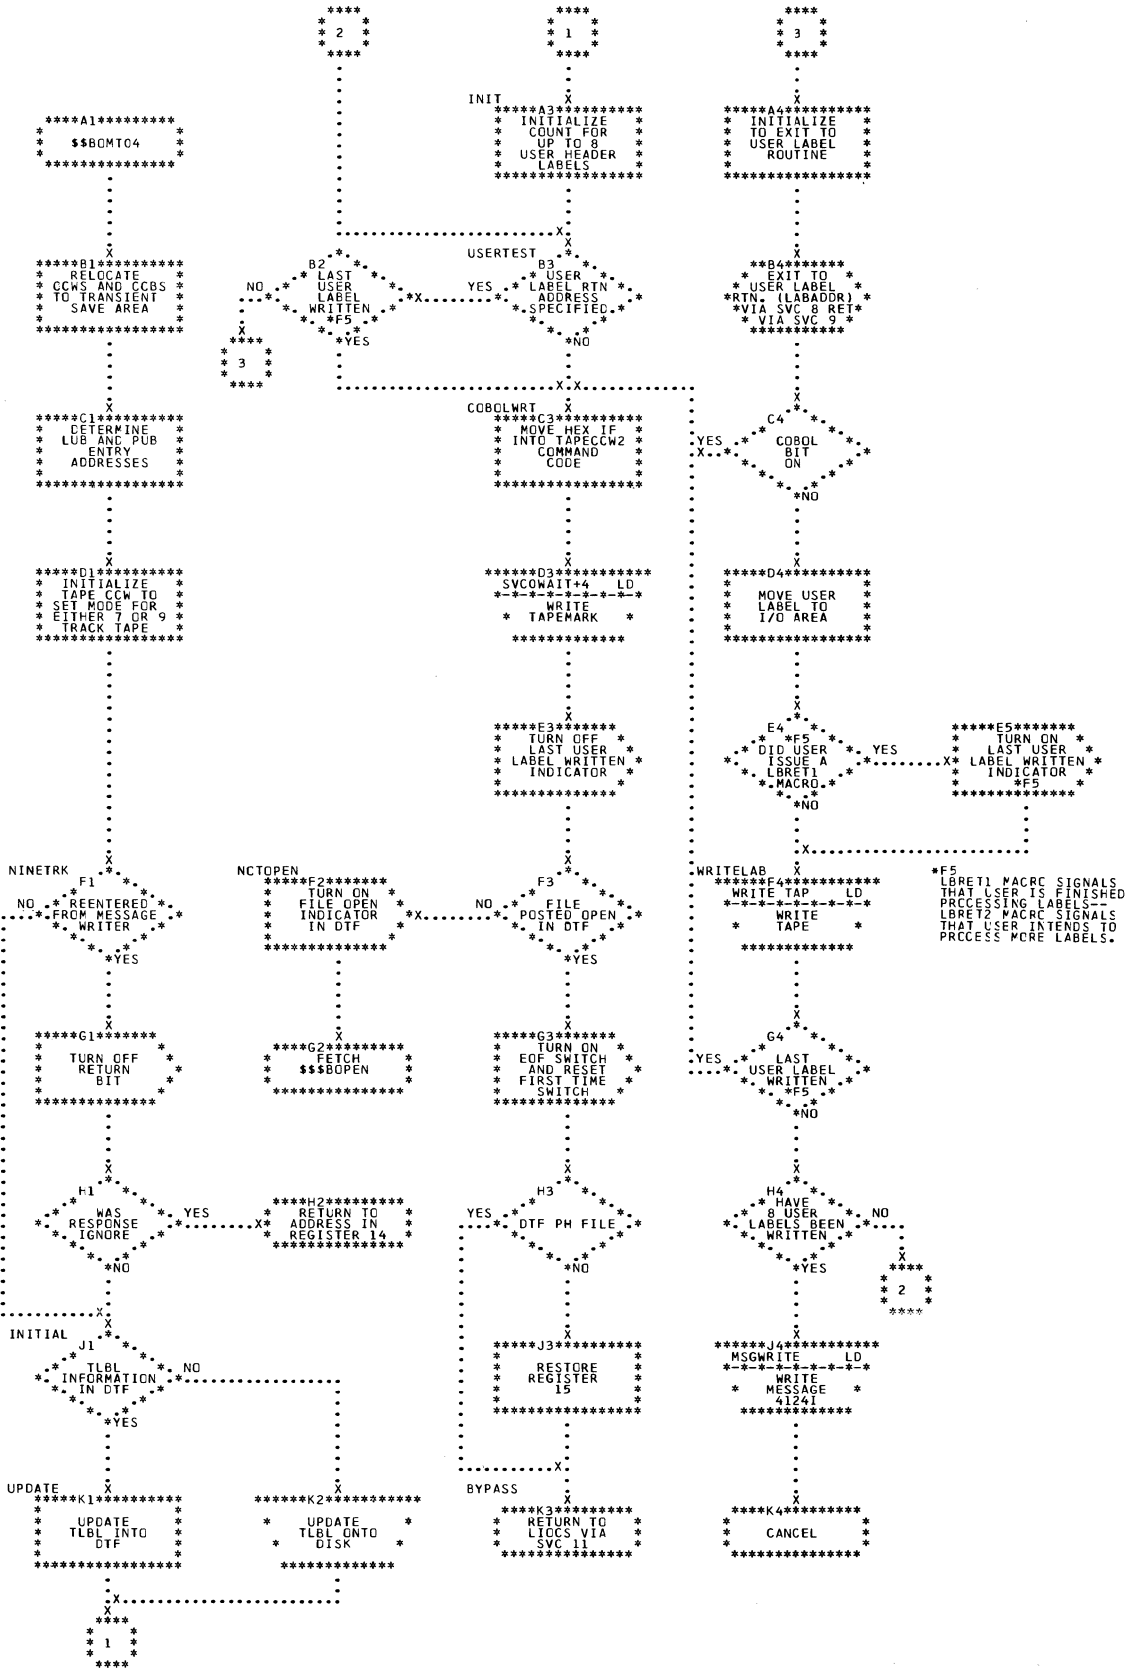 2
1
3
INIT
A3
INITIALIZE
COUNT FOR
UP TO 8
USER HEADER
LABELS
A4
INITIALIZE
TO EXIT TO
USER LABEL
ROUTINE
A1
$$BOMT04
B1
RELOCATE
CCWS AND CCBS
TO TRANSIENT
SAVE AREA
B2
LAST
USER
LABEL
WRITTEN
*F5
NO
*YES
3
USERTEST
B3
USER
LABEL RTN
ADDRESS
SPECIFIED
YES
*NO
B4
EXIT TO
USER LABEL
RTN. (LABADDR)
VIA SVC 8 RET
VIA SVC 9
C1
DETERMINE
LUB AND PUB
ENTRY
ADDRESSES
COBOLWRT
C3
MOVE HEX IF
INTO TAPECCW2
COMMAND
CODE
C4
COBOL
BIT
ON
YES
*NO
D1
INITIALIZE
TAPE CCW TO
SET MODE FOR
EITHER 7 OR 9
TRACK TAPE
D3
SVCOWAIT+4 LD
WRITE
TAPEMARK
D4
MOVE USER
LABEL TO
I/O AREA
E3
TURN OFF
LAST USER
LABEL WRITTEN
INDICATOR
E4
*F5
DID USER
ISSUE A
LBRET1
MACRO
YES
*NO
E5
TURN ON
LAST USER
LABEL WRITTEN
INDICATOR
*F5
NINETRK
F1
REENTERED
FROM MESSAGE
WRITER
NO
*YES
NCTOPEN
F2
TURN ON
FILE OPEN
INDICATOR
IN DTF
F3
FILE
POSTED OPEN
IN DTF
NO
*YES
WRITELAB
F4
WRITE TAP LD
WRITE
TAPE
*F5
LBRET1 MACRC SIGNALS
THAT USER IS FINISHED
PRCCESSING LABELS--
LBRET2 MACRC SIGNALS
THAT USER INTENDS TO
PRCCESS MCRE LABELS.
G1
TURN OFF
RETURN
BIT
G2
FETCH
$$$BOPEN
G3
TURN ON
EOF SWITCH
AND RESET
FIRST TIME
SWITCH
G4
LAST
USER LABEL
WRITTEN
*F5
YES
*NO
H1
WAS
RESPONSE
IGNORE
YES
*NO
H2
RETURN TO
ADDRESS IN
REGISTER 14
H3
DTF PH FILE
YES
*NO
H4
HAVE
8 USER
LABELS BEEN
WRITTEN
NO
*YES
2
INITIAL
J1
TLBL
INFORMATION
IN DTF
NO
*YES
J3
RESTORE
REGISTER
15
J4
MSGWRITE LD
WRITE
MESSAGE
4124I
UPDATE
K1
UPDATE
TLBL INTO
DTF
K2
UPDATE
TLBL ONTO
DISK
BYPASS
K3
RETURN TO
LIOCS VIA
SVC 11
K4
CANCEL
1